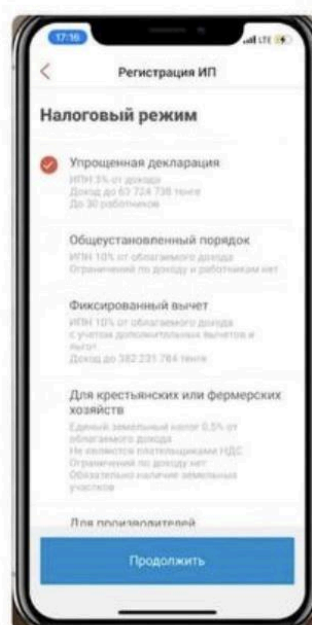 17:16
LTE
Регистрация ИП
Налоговый режим
Упрощенная декларация
ИПН 3% от дохода
Доход до 63 724 738 тенге
До 30 работников
Общеустановленный порядок
ИПН 10% от облагаемого дохода
Ограничений по доходу и работникам нет
Фиксированный вычет
ИПН 10% от облагаемого дохода
с учетом дополнительных вычетов и
льгот
Доход до 382 231 784 тенге
Для крестьянских или фермерских
хозяйств
Единый земельный налог 0,5% от
облагаемого дохода
Не являются плательщиками НДС
Ограничений по доходу нет
Обязательно наличие земельных
участков
Для производителей
Продолжить